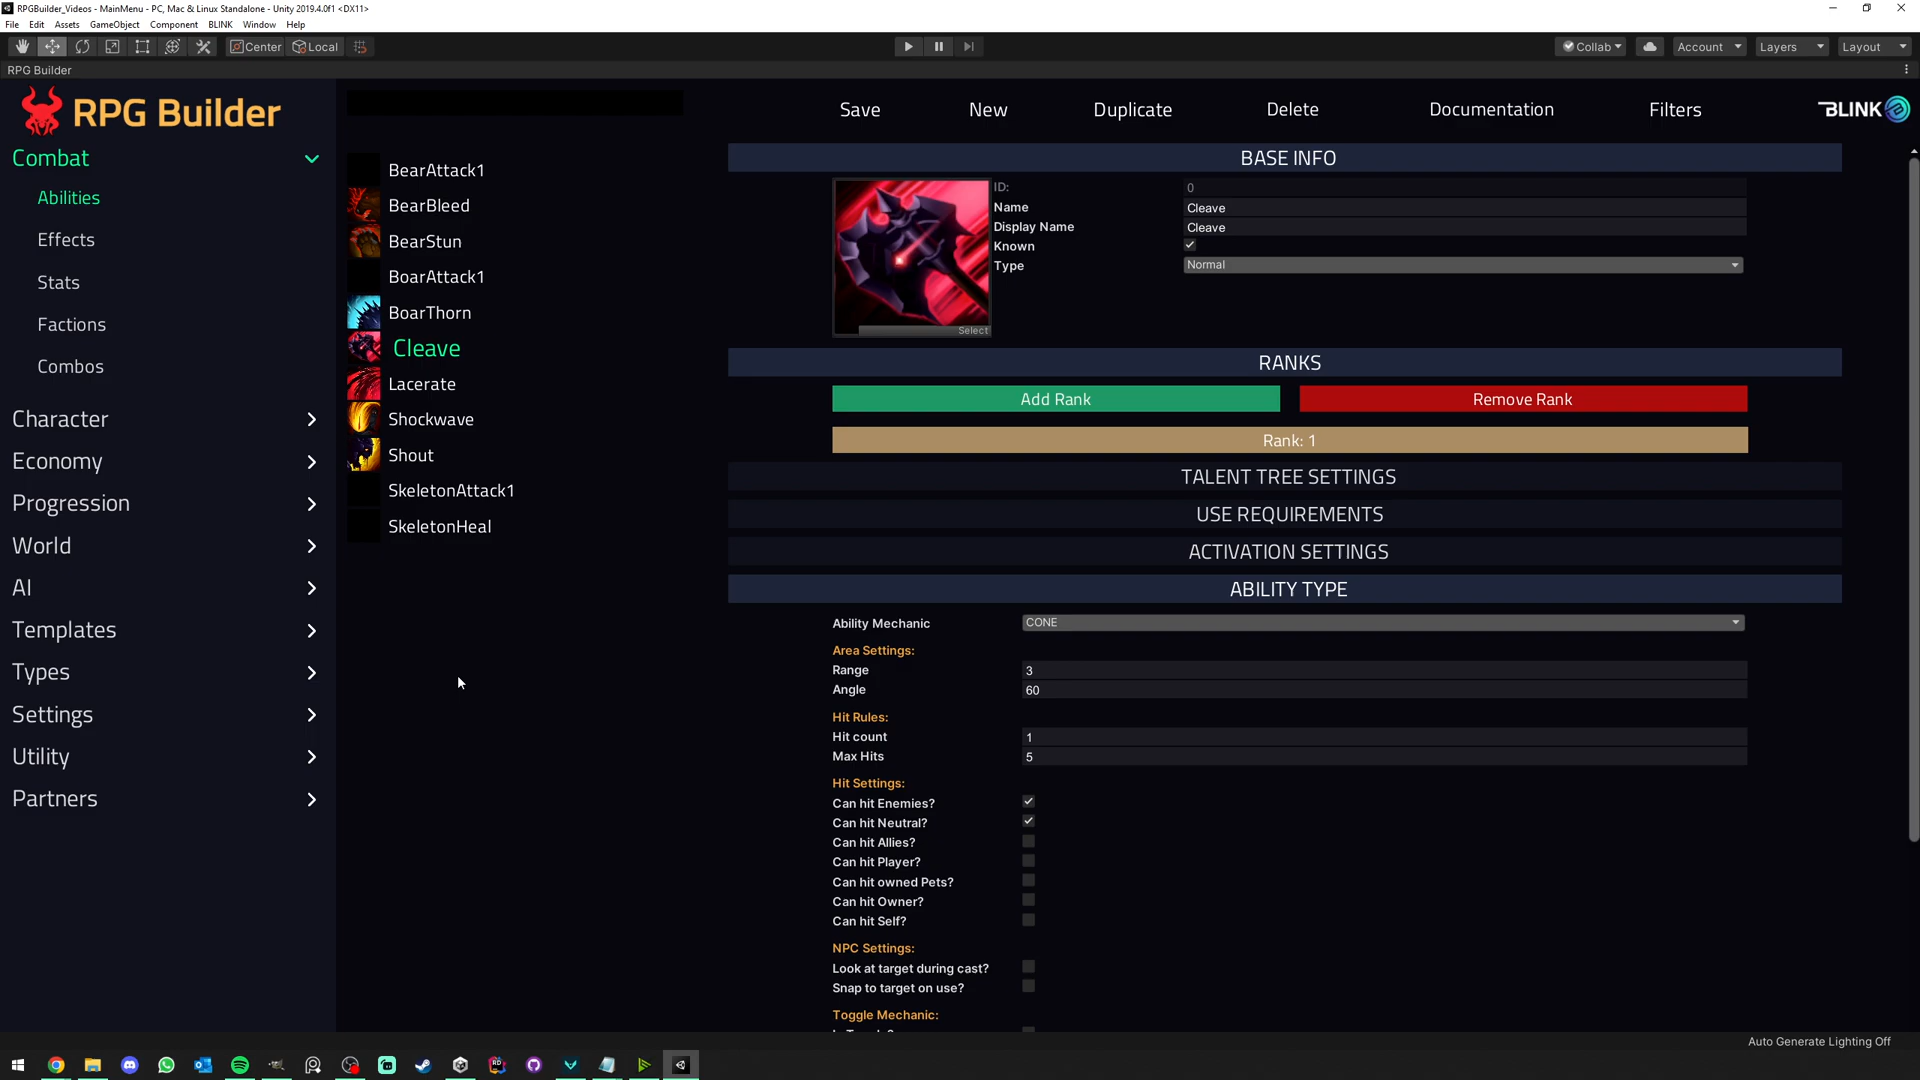 RPGBuilder_Videos - MainMenu - PC, Mac & Linux Standalone - Unity 2019.4.0f1 <DX11>
File Edit Assets GameObject Component BLINK Window Help
Center Local Collab Account Layers Layout
RPG Builder
RPG Builder
Save New Duplicate Delete Documentation Filters BLINK
Combat
Abilities
Effects
Stats
Factions
Combos
Character
Economy
Progression
World
AI
Templates
Types
Settings
Utility
Partners
BearAttack1
BearBleed
BearStun
BoarAttack1
BoarThorn
Cleave
Lacerate
Shockwave
Shout
SkeletonAttack1
SkeletonHeal
BASE INFO
ID: 0
Name Cleave
Display Name Cleave
Known
Type Normal
Select
RANKS
Add Rank Remove Rank
Rank: 1
TALENT TREE SETTINGS
USE REQUIREMENTS
ACTIVATION SETTINGS
ABILITY TYPE
Ability Mechanic CONE
Area Settings:
Range 3
Angle 60
Hit Rules:
Hit count 1
Max Hits 5
Hit Settings:
Can hit Enemies?
Can hit Neutral?
Can hit Allies?
Can hit Player?
Can hit owned Pets?
Can hit Owner?
Can hit Self?
NPC Settings:
Look at target during cast?
Snap to target on use?
Toggle Mechanic:
Auto Generate Lighting Off